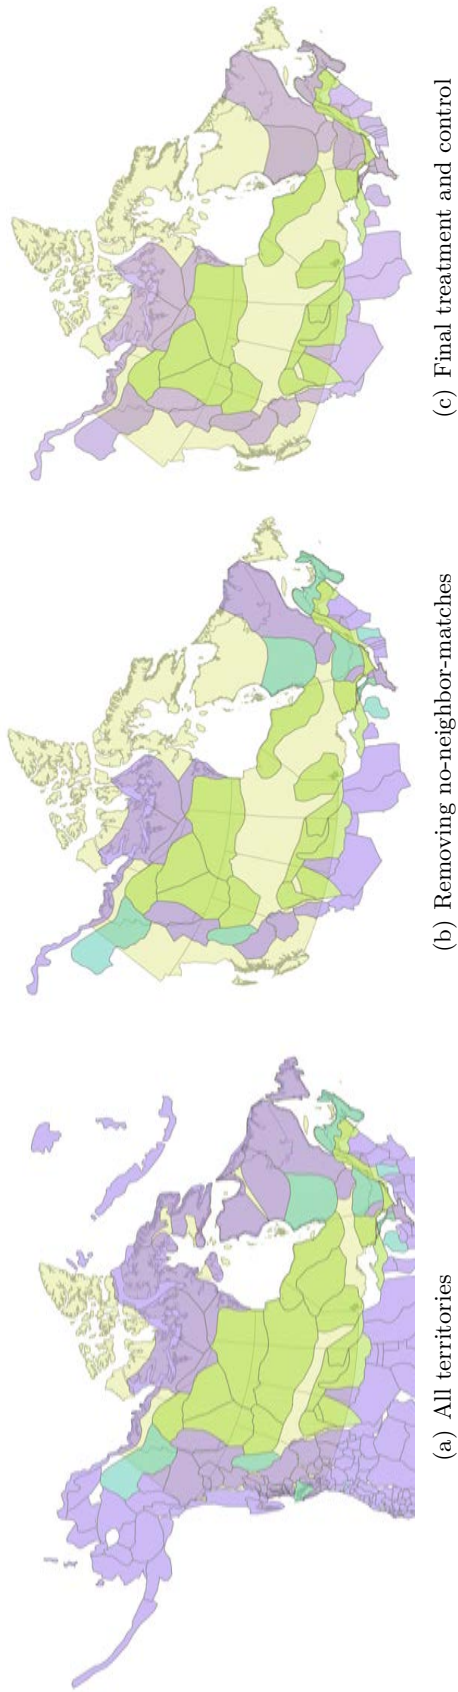 (a) All territories
(b) Removing no-neighbor-matches
(c) Final treatment and control